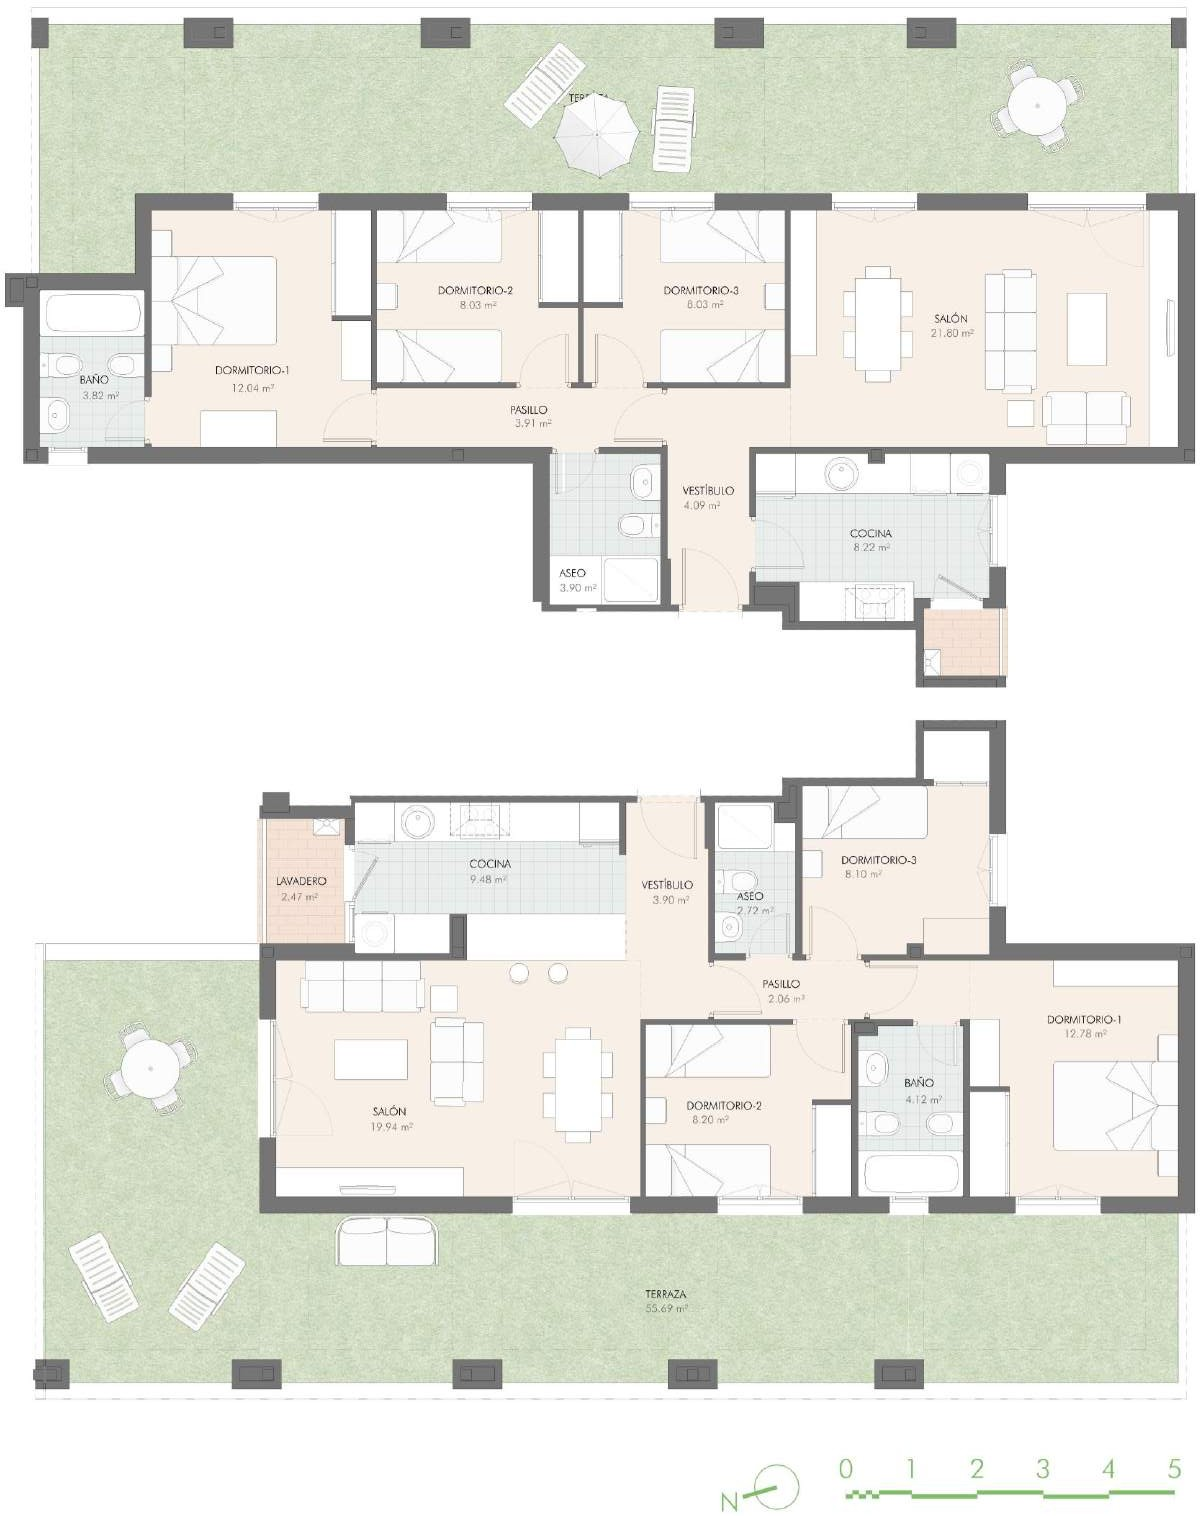 DORMITORIO-2
8.03 m²
DORMITORIO-3
8.03 m²
SALÓN
21.80 m²
DORMITORIO-1
12.04 m²
BAÑO
3.82 m²
PASILLO
3.91 m²
VESTÍBULO
4.09 m²
COCINA
8.22 m²
ASEO
3.90 m²
COCINA
9.48 m²
DORMITORIO-3
8.10 m²
LAVADERO
2.47 m²
VESTÍBULO
3.90 m²
ASEO
2.72 m²
PASILLO
2.06 m²
DORMITORIO-1
12.78 m²
BAÑO
4.12 m²
DORMITORIO-2
8.20 m²
SALÓN
19.94 m²
TERRAZA
55.69 m²
N
0 1 2 3 4 5